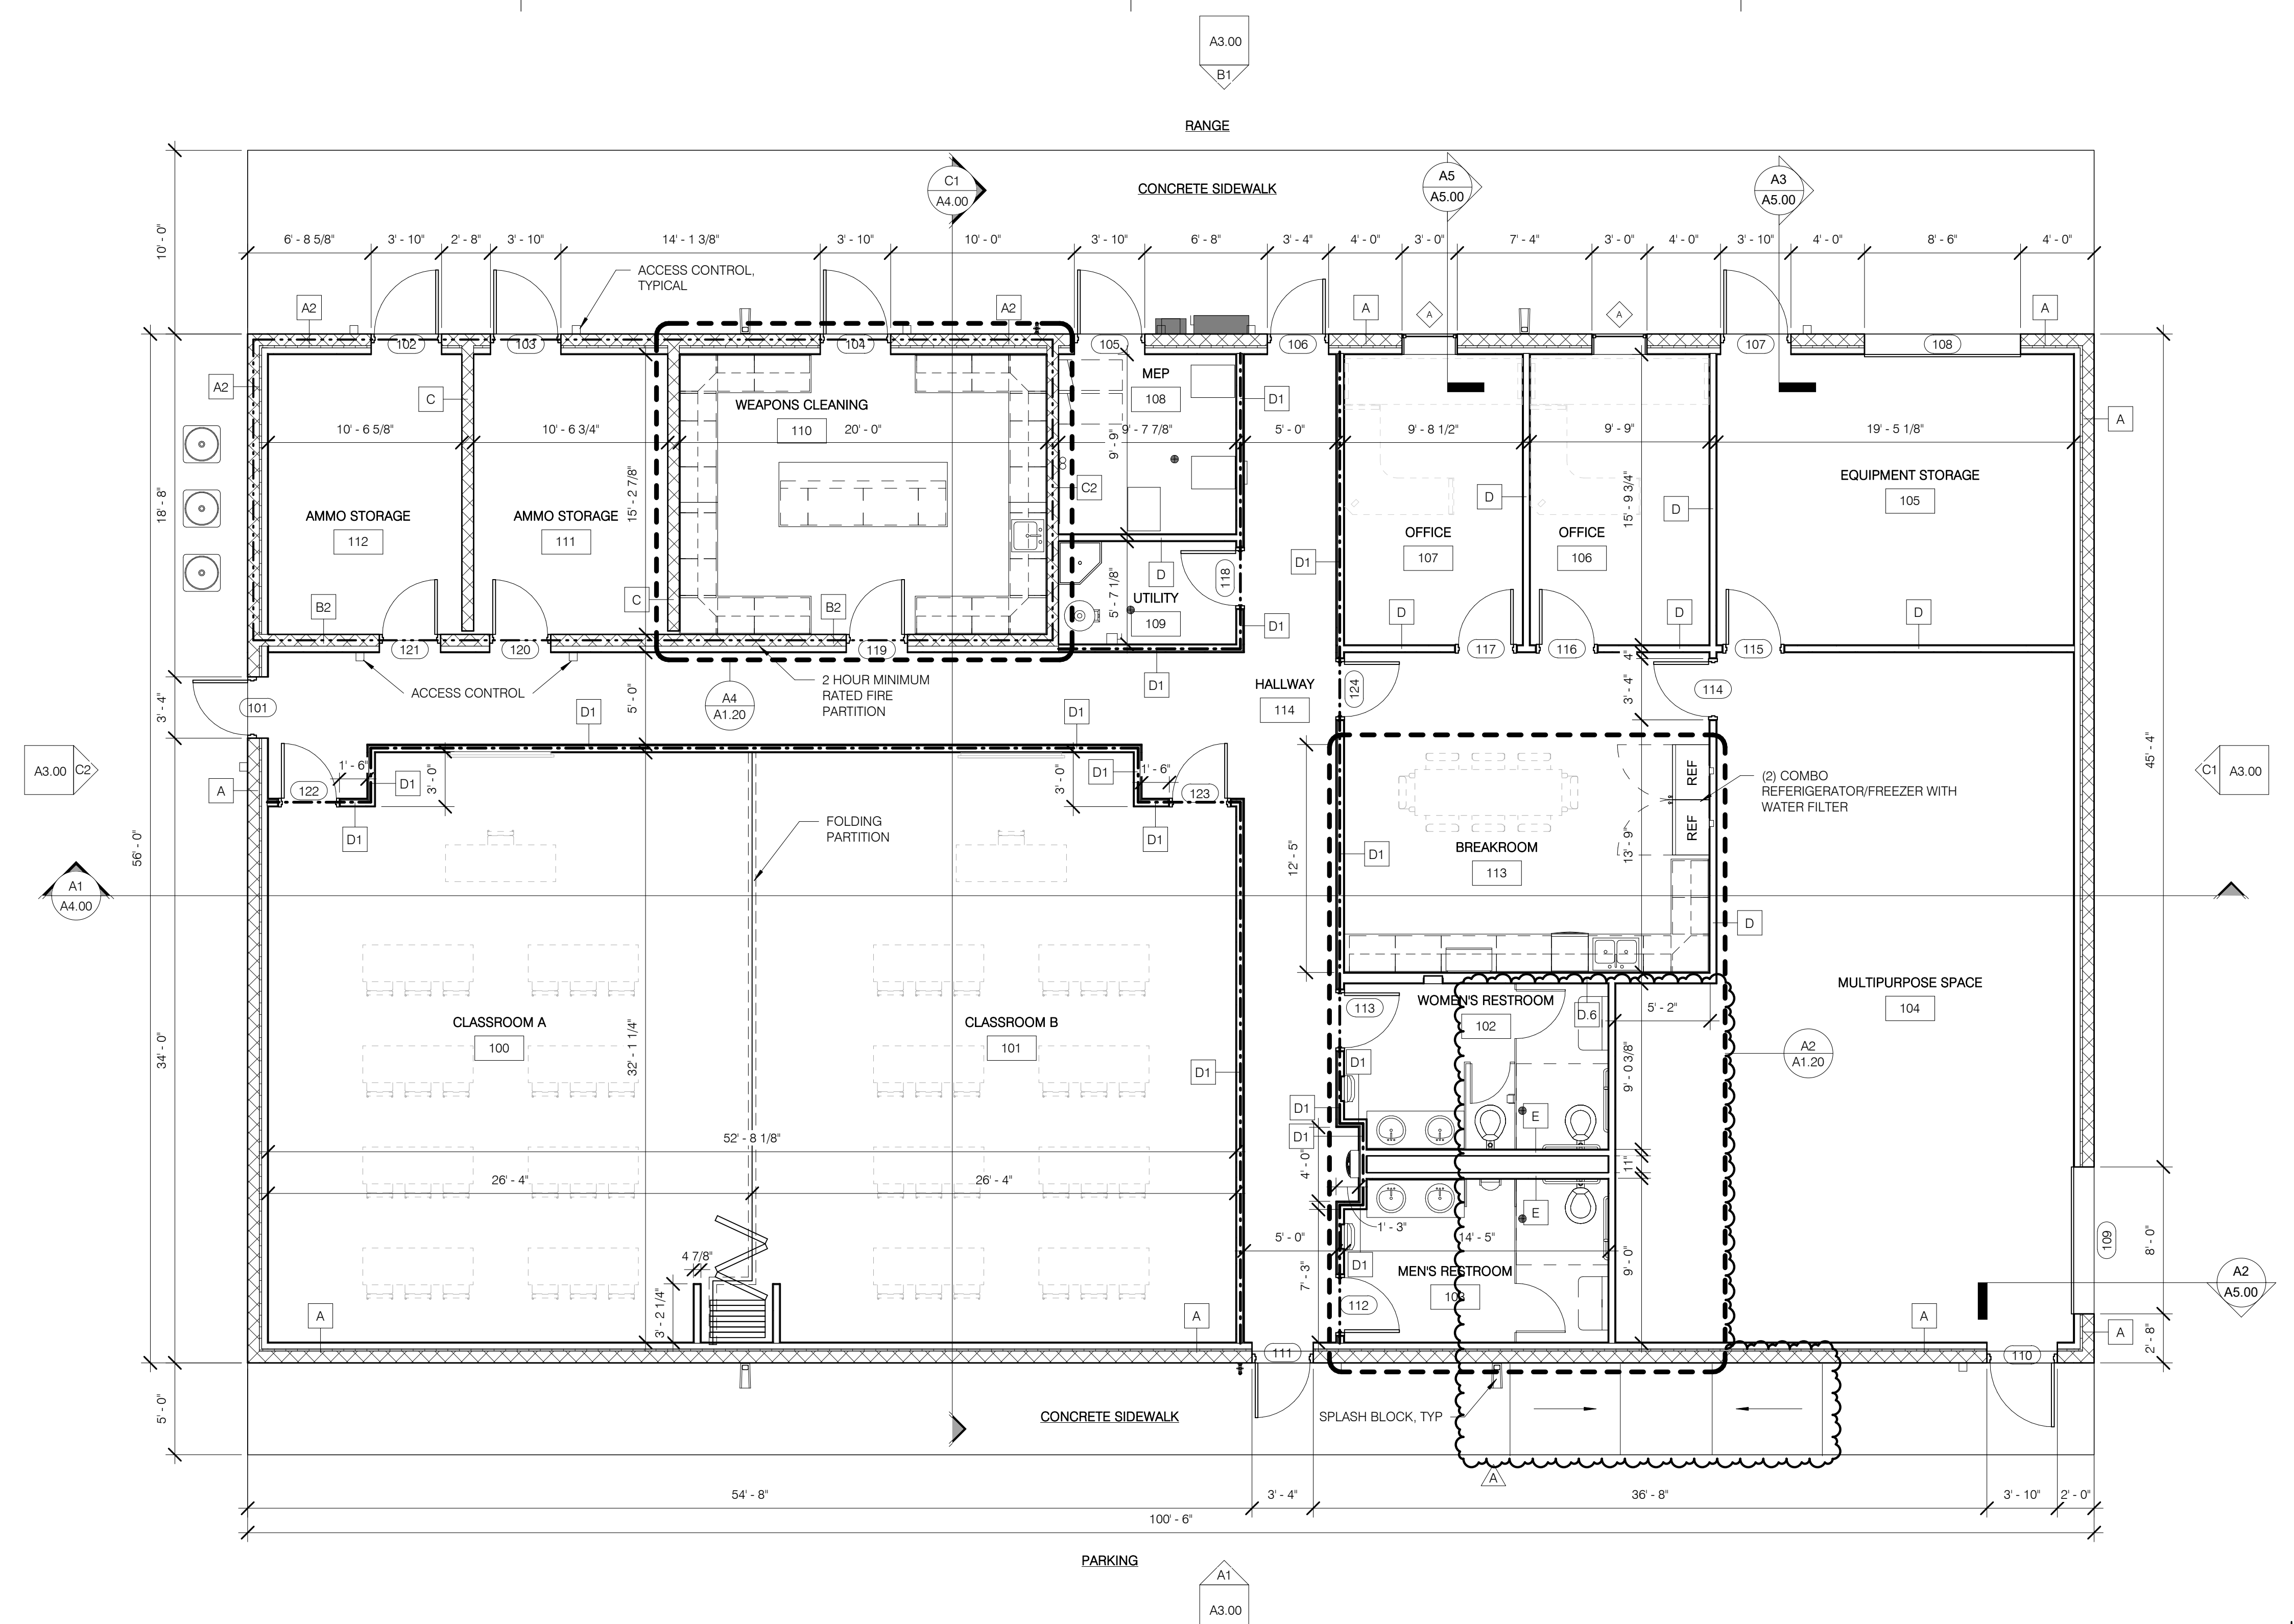 A3.00
B1
RANGE
C1
A4.00
CONCRETE SIDEWALK
A5
A5.00
A3
A5.00
10' - 0"
6' - 8 5/8"
3' - 10"
2' - 8"
3' - 10"
14' - 1 3/8"
3' - 10"
10' - 0"
3' - 10"
6' - 8"
3' - 4"
4' - 0"
3' - 0"
7' - 4"
3' - 0"
4' - 0"
3' - 10"
4' - 0"
8' - 6"
4' - 0"
ACCESS CONTROL,
TYPICAL
A2
A2
A
A
A
A
102
103
104
105
106
107
108
A2
C
WEAPONS CLEANING
110
MEP
108
D1
A
10' - 6 5/8"
10' - 6 3/4"
20' - 0"
9' - 7 7/8"
5' - 0"
9' - 8 1/2"
9' - 9"
19' - 5 1/8"
9' - 9"
18' - 8"
15' - 2 7/8"
C2
15' - 9 3/4"
EQUIPMENT STORAGE
105
D
D
AMMO STORAGE
112
AMMO STORAGE
111
OFFICE
107
OFFICE
106
D1
D
118
5' - 7 1/8"
UTILITY
109
B2
C
B2
D1
D
D
D
121
120
119
117
116
115
ACCESS CONTROL
2 HOUR MINIMUM
RATED FIRE
PARTITION
A4
A1.20
D1
HALLWAY
114
124
4"
3' - 4"
114
101
3' - 4"
5' - 0"
D1
D1
A3.00
C2
A
1' - 6"
D1
3' - 0"
122
D1
3' - 0"
D1
1' - 6"
123
D1
REF
REF
(2) COMBO
REFERIGERATOR/FREEZER WITH
WATER FILTER
C1
A3.00
45' - 4"
FOLDING
PARTITION
56' - 0"
12' - 5"
D1
BREAKROOM
113
13' - 9"
A1
A4.00
D
34' - 0"
CLASSROOM A
100
32' - 1 1/4"
CLASSROOM B
101
WOMEN'S RESTROOM
102
113
D.6
5' - 2"
MULTIPURPOSE SPACE
104
D1
D1
D1
D1
9' - 0 3/8"
A2
A1.20
E
52' - 8 1/8"
4' - 0"
11"
26' - 4"
26' - 4"
E
1' - 3"
5' - 0"
14' - 5"
9' - 0"
109
8' - 0"
4 7/8"
3' - 2 1/4"
7' - 3"
D1
MEN'S RESTROOM
103
112
A2
A5.00
A
A
A
A
2' - 8"
111
110
5' - 0"
CONCRETE SIDEWALK
SPLASH BLOCK, TYP
A
54' - 8"
3' - 4"
36' - 8"
3' - 10"
2' - 0"
100' - 6"
PARKING
A1
A3.00